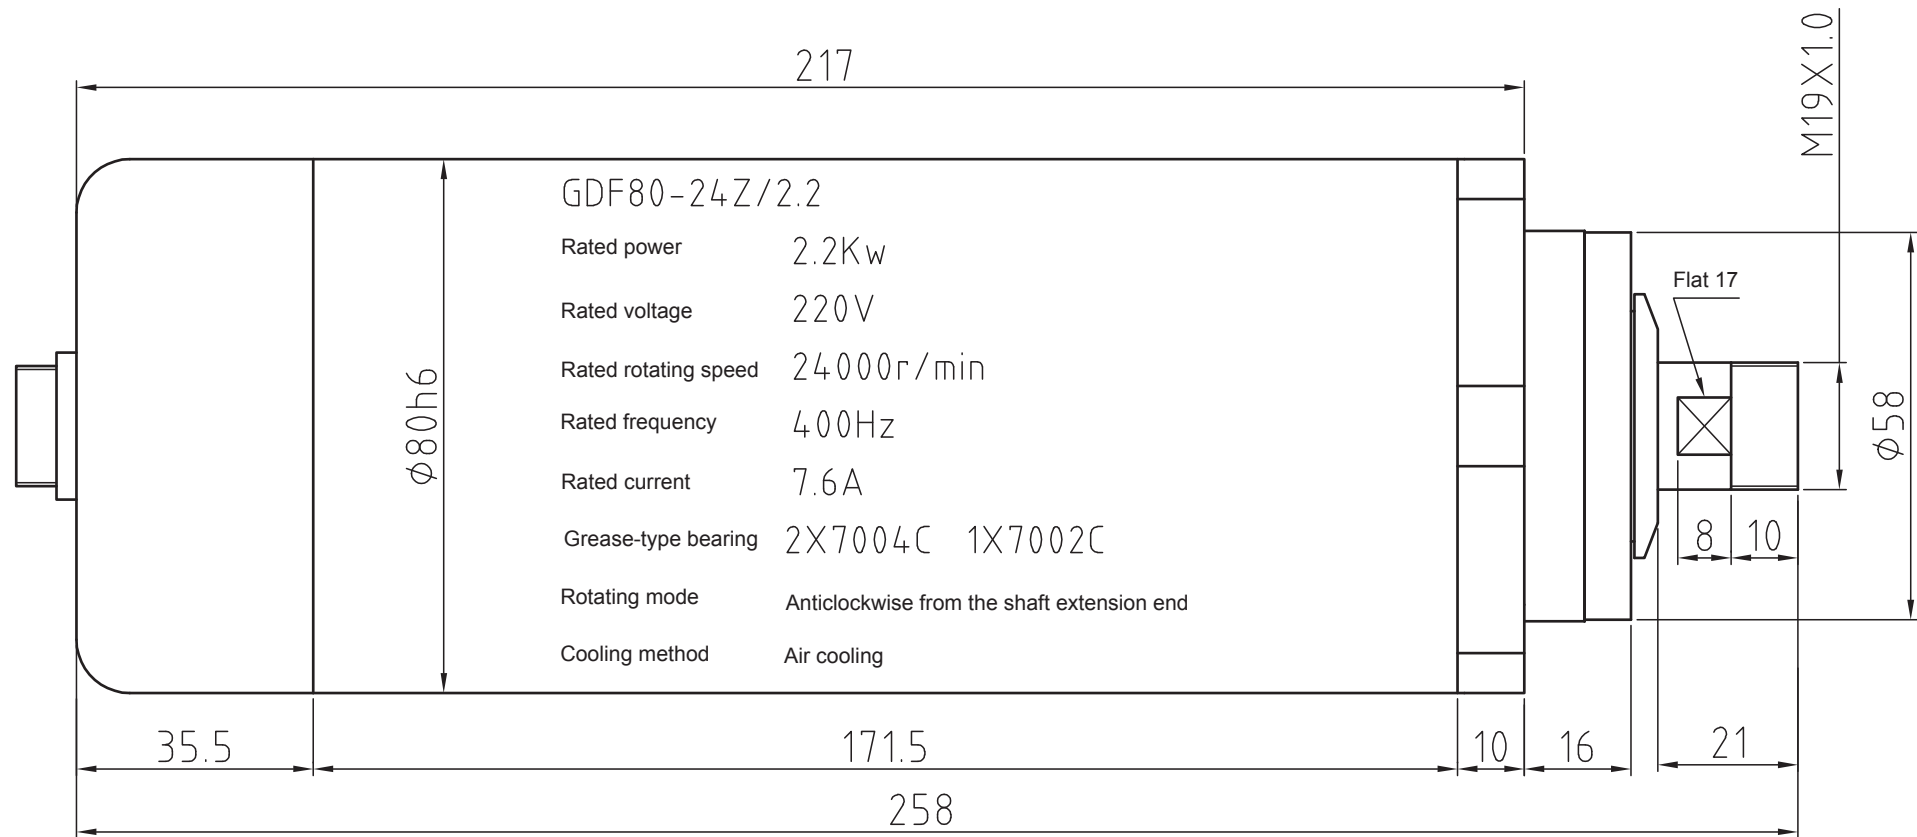 217
M19X1.0
GDF80-24Z/2.2
Rated power 2.2Kw
Rated voltage 220V
Rated rotating speed 24000r/min
Rated frequency 400Hz
Rated current 7.6A
Grease-type bearing 2X7004C 1X7002C
Rotating mode Anticlockwise from the shaft extension end
Cooling method Air cooling
ϕ80h6
Flat 17
ϕ58
8 10
35.5 171.5 10 16 21
258